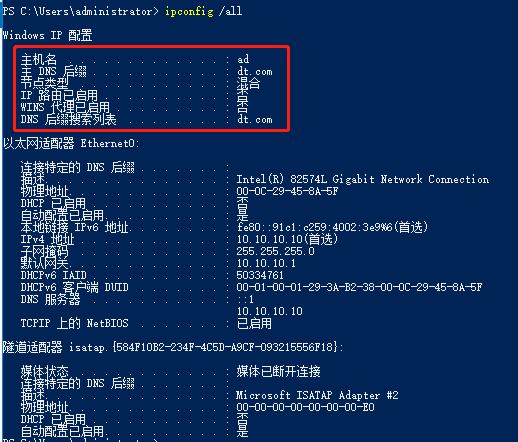 PS C:\Users\administrator> ipconfig /all
Windows IP 配置
主机名 . . . . . . . . . . . . . : ad
主 DNS 后缀 . . . . . . . . . . . : dt.com
节点类型 . . . . . . . . . . . . : 混合
IP 路由已启用 . . . . . . . . . . : 否
WINS 代理已启用 . . . . . . . . . : 否
DNS 后缀搜索列表 . . . . . . . . : dt.com
以太网适配器 Ethernet0:
连接特定的 DNS 后缀 . . . . . . . :
描述. . . . . . . . . . . . . . . : Intel(R) 82574L Gigabit Network Connection
物理地址. . . . . . . . . . . . . : 00-0C-29-45-8A-5F
DHCP 已启用 . . . . . . . . . . . : 否
自动配置已启用. . . . . . . . . . : 是
本地链接 IPv6 地址. . . . . . . . : fe80::91c1:c259:4002:3e9%6(首选)
IPv4 地址 . . . . . . . . . . . . : 10.10.10.10(首选)
子网掩码 . . . . . . . . . . . . : 255.255.255.0
默认网关. . . . . . . . . . . . . : 10.10.10.1
DHCPv6 IAID . . . . . . . . . . . : 50334761
DHCPv6 客户端 DUID . . . . . . . : 00-01-00-01-29-3A-B2-38-00-0C-29-45-8A-5F
DNS 服务器 . . . . . . . . . . . : ::1
10.10.10.10
TCPIP 上的 NetBIOS . . . . . . . : 已启用
隧道适配器 isatap.{584F10B2-234F-4C5D-A9CF-093215556F18}:
媒体状态 . . . . . . . . . . . . : 媒体已断开连接
连接特定的 DNS 后缀 . . . . . . . :
描述. . . . . . . . . . . . . . . : Microsoft ISATAP Adapter #2
物理地址. . . . . . . . . . . . . : 00-00-00-00-00-00-00-E0
DHCP 已启用 . . . . . . . . . . . : 否
自动配置已启用. . . . . . . . . . : 是